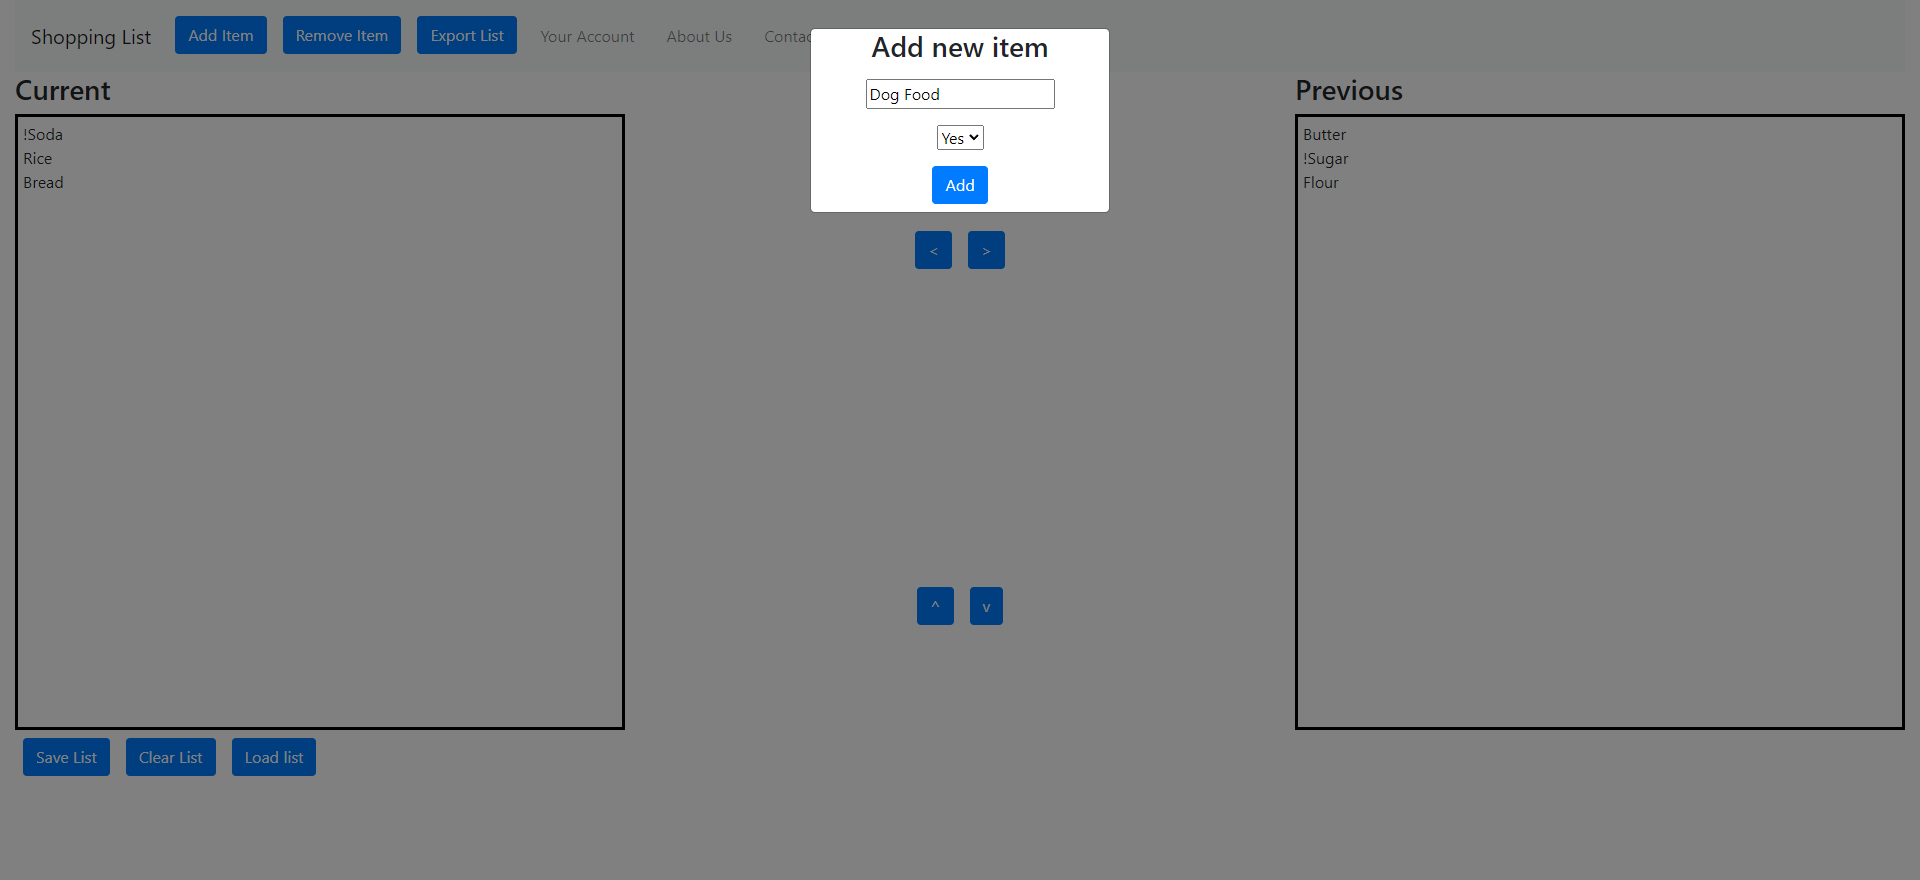 Shopping List
Add Item
Remove Item
Export List
Your Account
About Us
Add new item
Dog Food
Yes
Add
Current
!Soda
Rice
Bread
<
>
^
v
Previous
Butter
!Sugar
Flour
Save List
Clear List
Load list